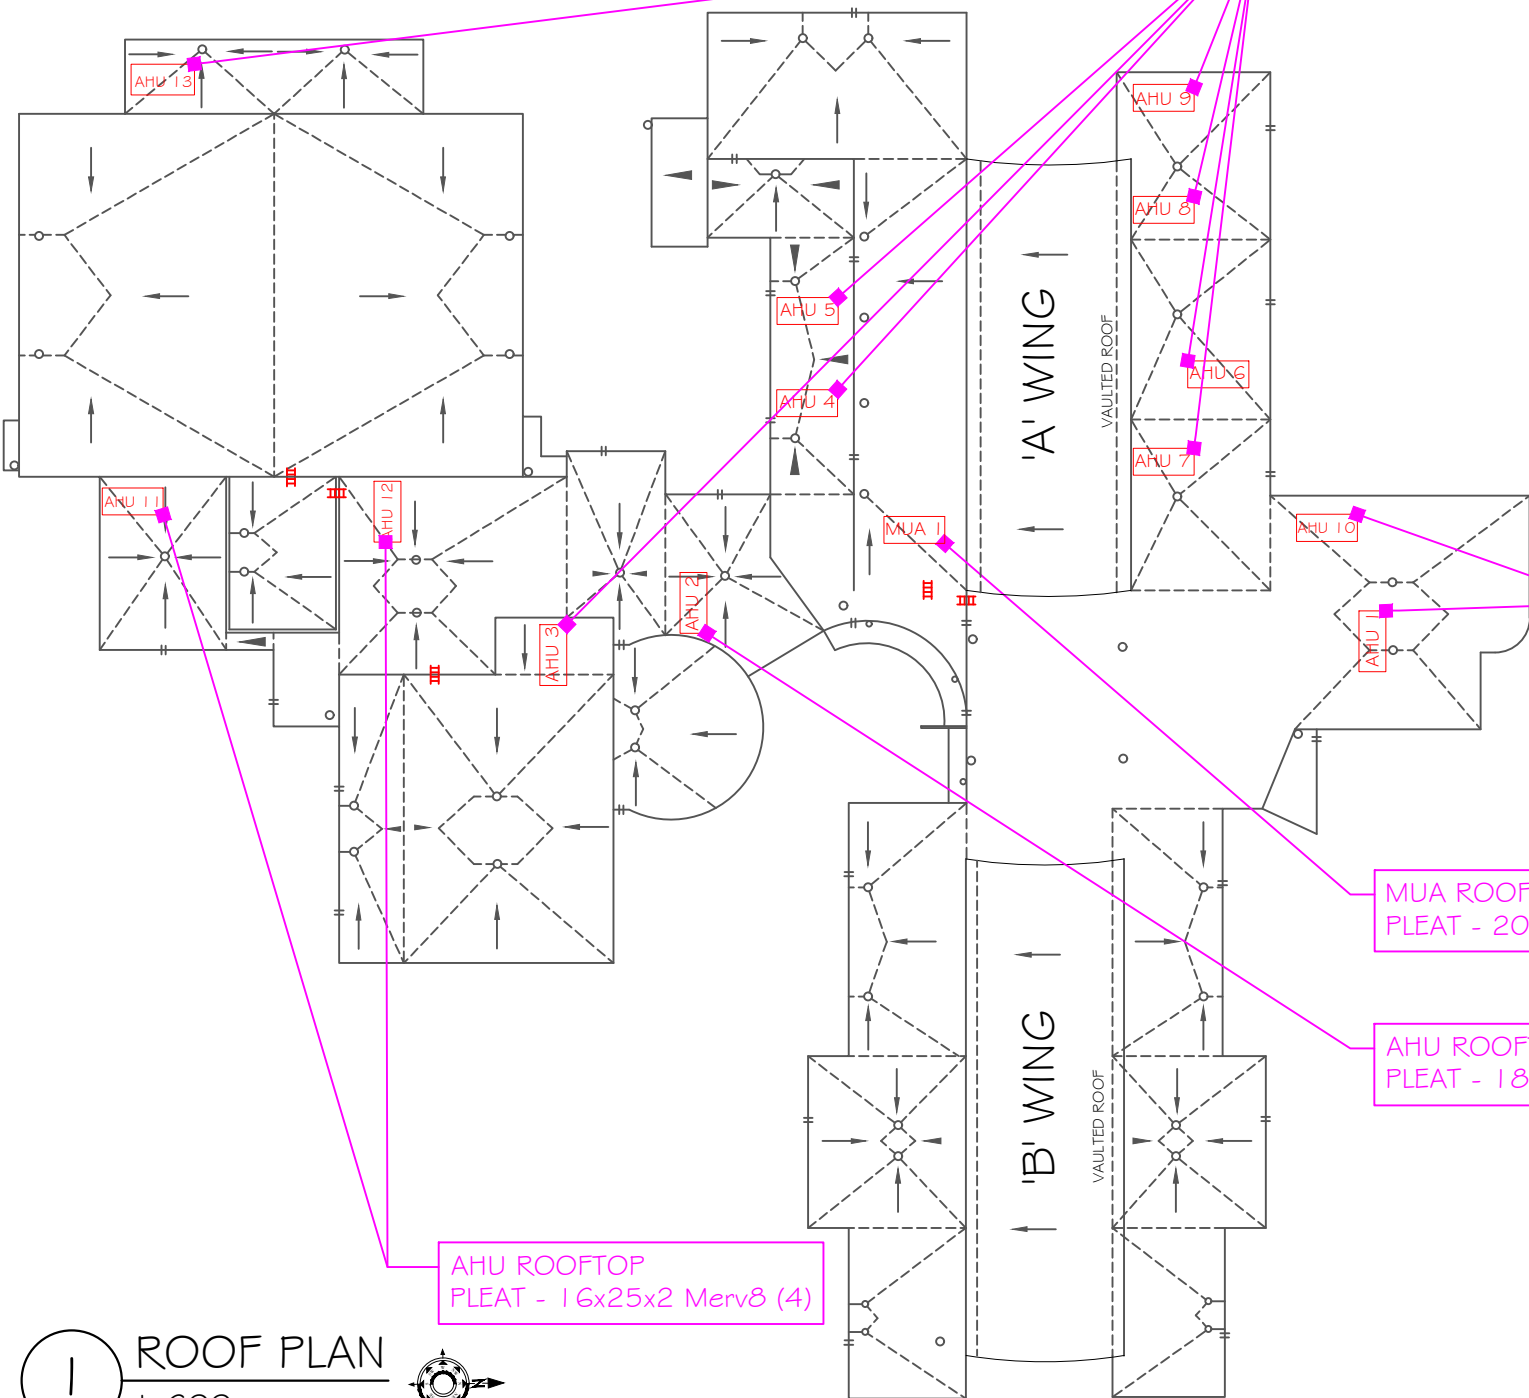 AHU 13
AHU 9
AHU 8
AHU 5
AHU 4
'A' WING
VAULTED ROOF
AHU 6
AHU 7
AHU 11
AHU 12
MUA 1
AHU 10
AHU 3
AHU 2
AHU 1
MUA ROOF
PLEAT - 20
AHU ROOF
PLEAT - 18
'B' WING
VAULTED ROOF
AHU ROOFTOP
PLEAT - 16x25x2 Merv8 (4)
1
ROOF PLAN
N